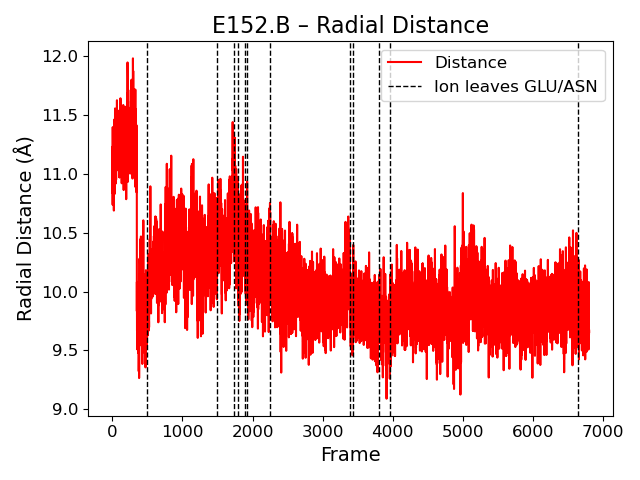 E152.B – Radial Distance
Distance
Ion leaves GLU/ASN
Radial Distance (Å)
12.0
11.5
11.0
10.5
10.0
9.5
9.0
0 1000 2000 3000 4000 5000 6000 7000
Frame